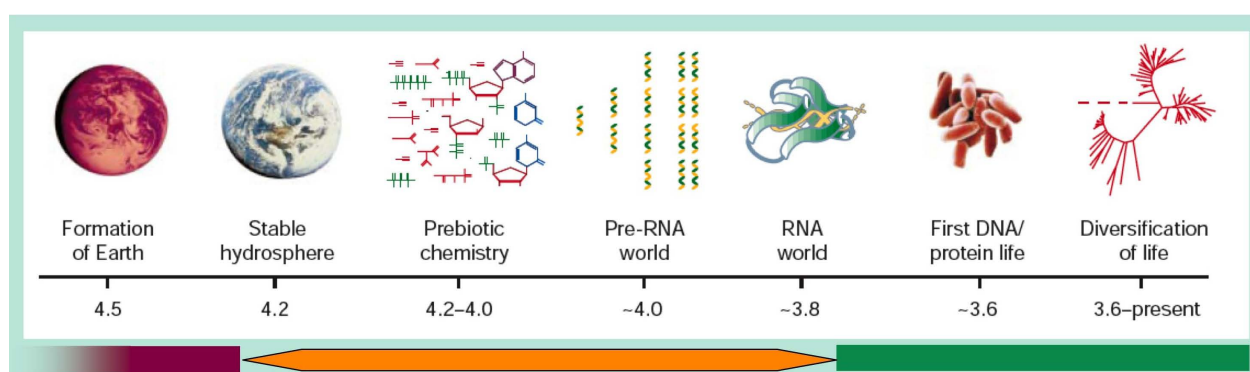 Formation
of Earth
Stable
hydrosphere
Prebiotic
chemistry
Pre-RNA
world
RNA
world
First DNA/
protein life
Diversification
of life
4.5
4.2
4.2–4.0
~4.0
~3.8
~3.6
3.6–present